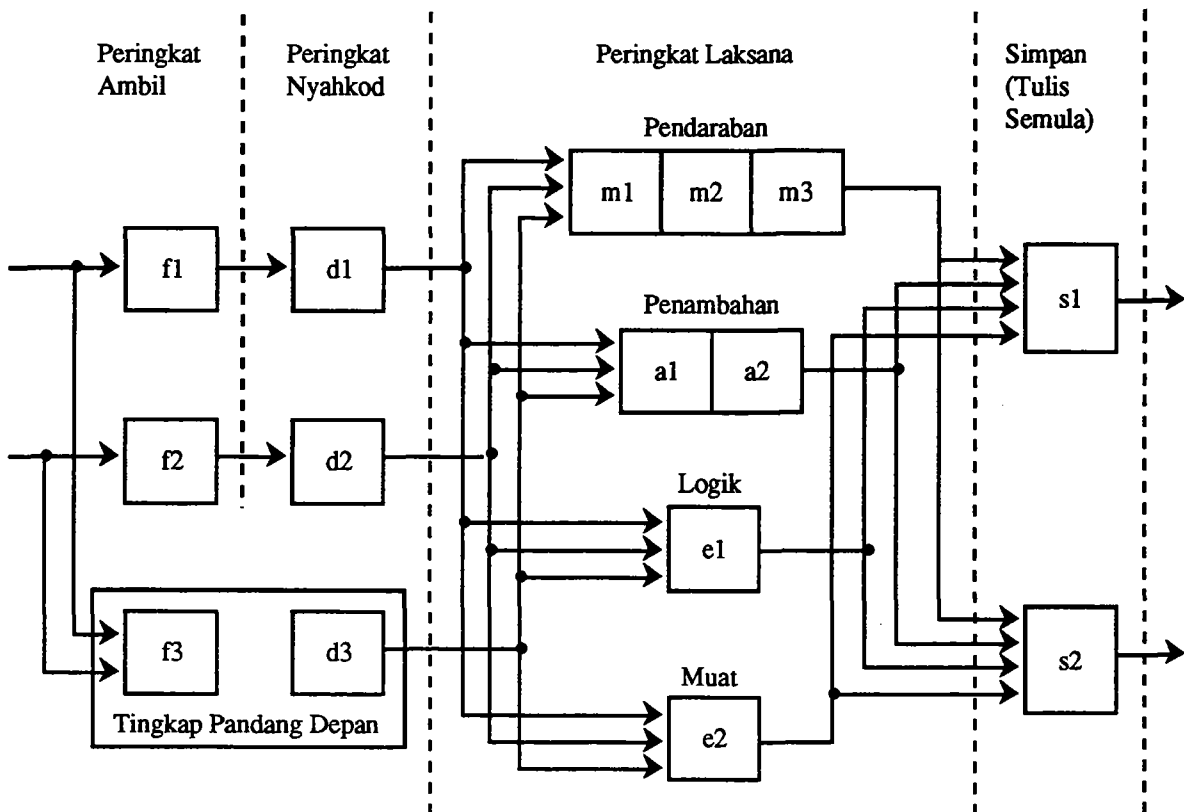 Peringkat
Ambil
Peringkat
Nyahkod
Peringkat Laksana
Simpan
(Tulis
Semula)
Pendaraban
m1 m2 m3
f1
d1
s1
Penambahan
a1 a2
f2
d2
Logik
e1
f3
d3
s2
Muat
e2
Tingkap Pandang Depan